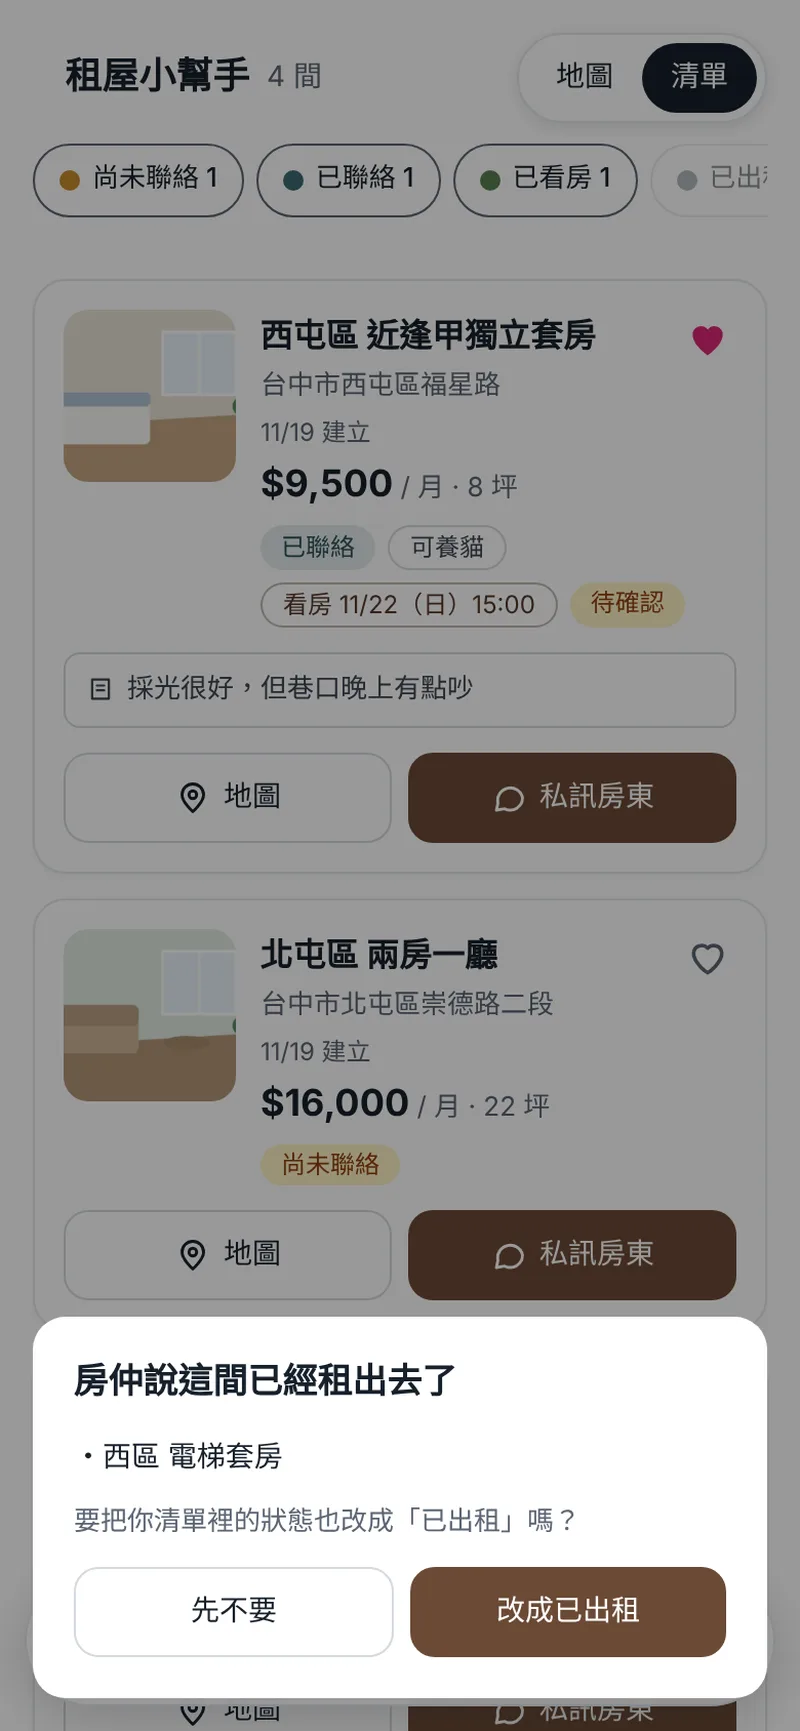 租屋小幫手 4 間
地圖 清單
尚未聯絡 1 已聯絡 1 已看房 1 已出
西屯區 近逢甲獨立套房
台中市西屯區福星路
11/19 建立
$9,500 / 月 · 8 坪
已聯絡 可養貓
看房 11/22（日）15:00 待確認
採光很好，但巷口晚上有點吵
地圖 私訊房東
北屯區 兩房一廳
台中市北屯區崇德路二段
11/19 建立
$16,000 / 月 · 22 坪
尚未聯絡
地圖 私訊房東
房仲說這間已經租出去了
・西區 電梯套房
要把你清單裡的狀態也改成「已出租」嗎？
先不要 改成已出租
地圖 私訊房東